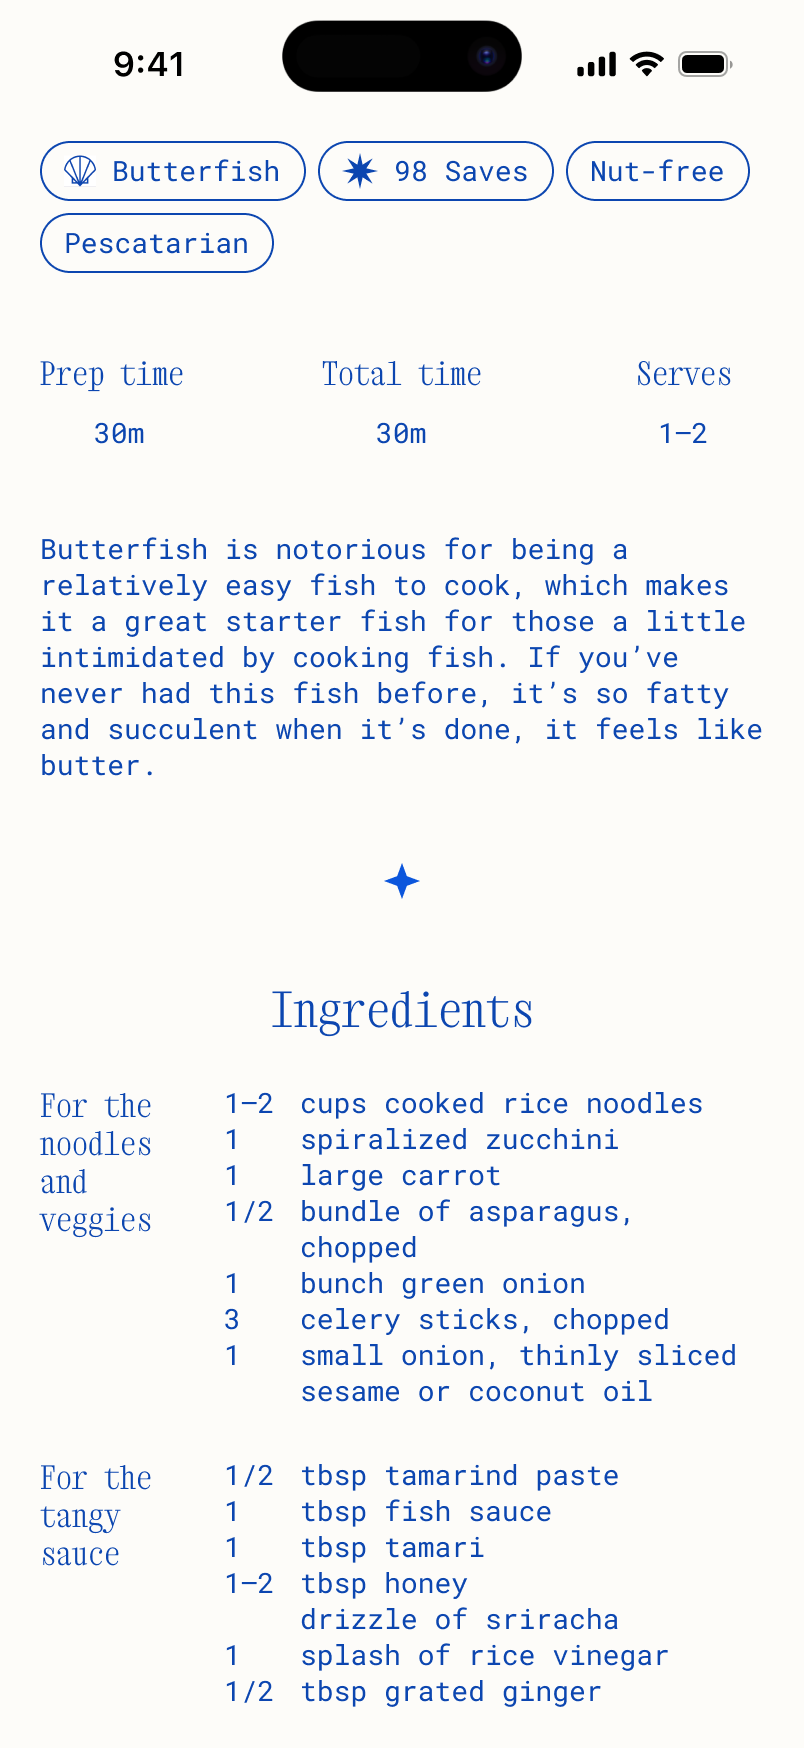 9:41
Butterfish
98 Saves
Nut-free
Pescatarian
Prep time
Total time
Serves
30m
30m
1–2
Butterfish is notorious for being a
relatively easy fish to cook, which makes
it a great starter fish for those a little
intimidated by cooking fish. If you’ve
never had this fish before, it’s so fatty
and succulent when it’s done, it feels like
butter.
Ingredients
For the
noodles
and
veggies
1–2 cups cooked rice noodles
1 spiralized zucchini
1 large carrot
1/2 bundle of asparagus,
chopped
1 bunch green onion
3 celery sticks, chopped
1 small onion, thinly sliced
sesame or coconut oil
For the
tangy
sauce
1/2 tbsp tamarind paste
1 tbsp fish sauce
1 tbsp tamari
1–2 tbsp honey
drizzle of sriracha
1 splash of rice vinegar
1/2 tbsp grated ginger